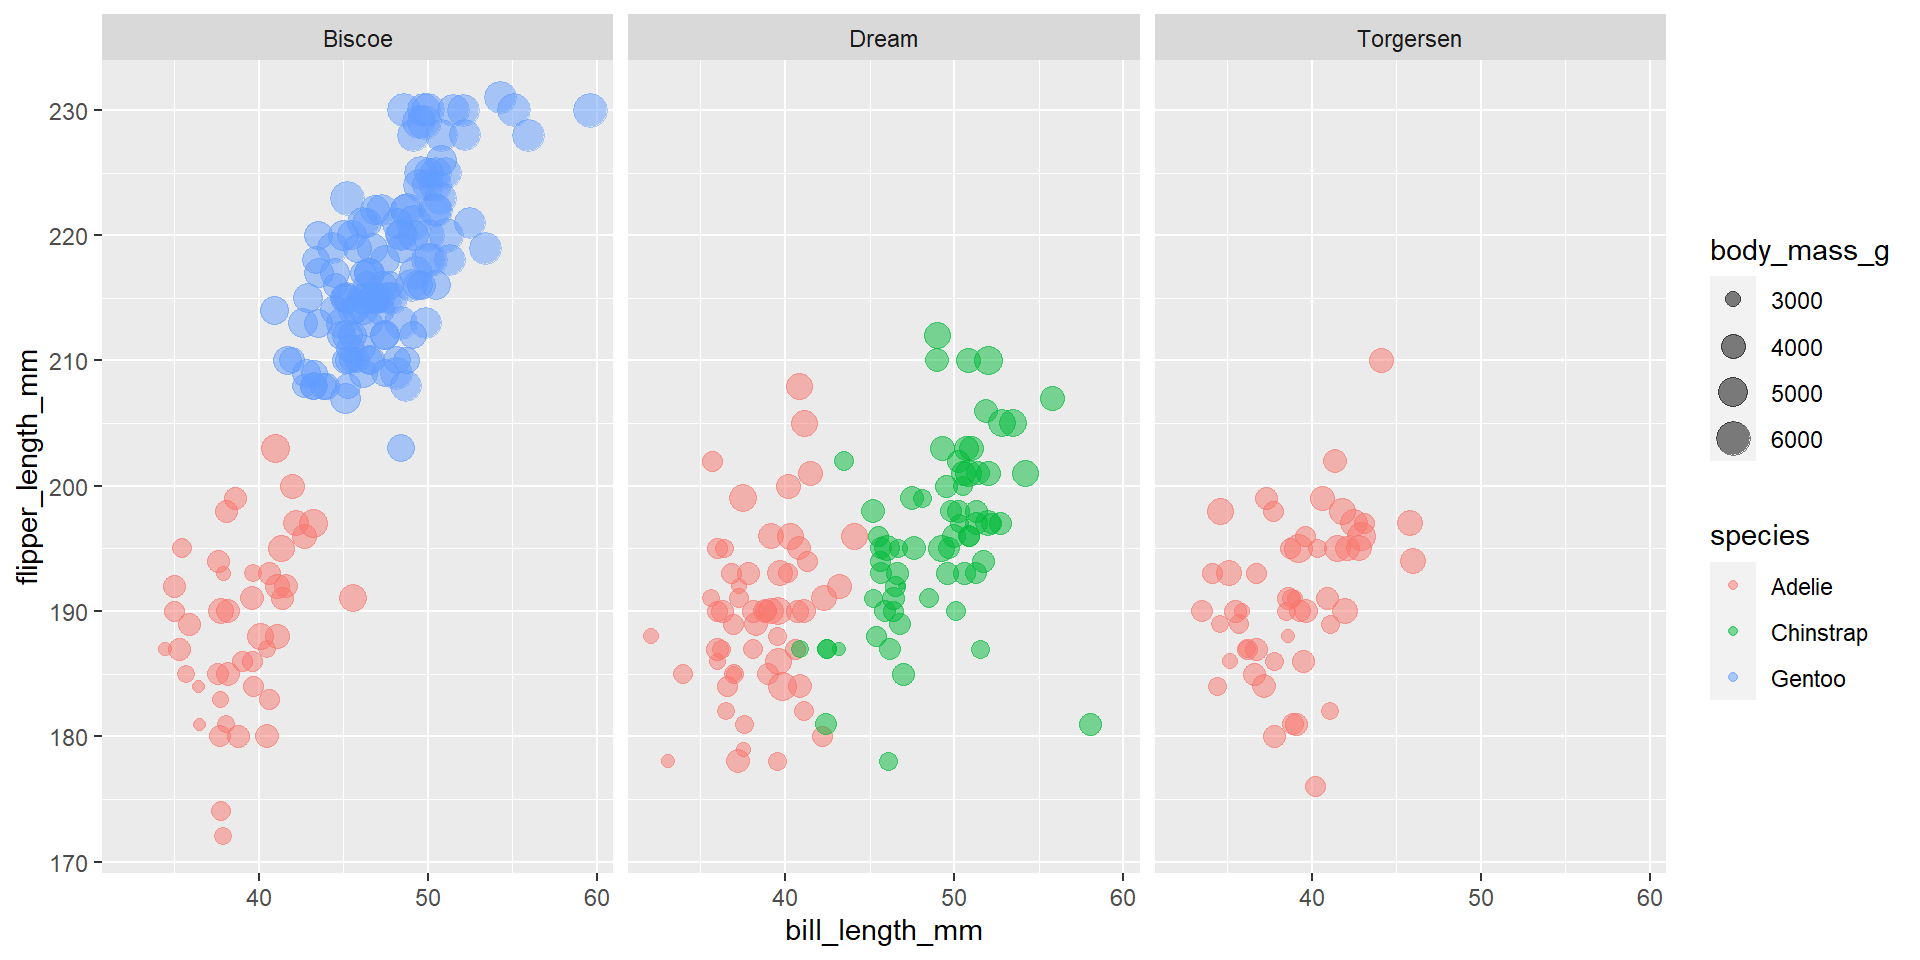 Biscoe
Dream
Torgersen
flipper_length_mm
230
220
210
200
190
180
170
40 50 60
40 50 60
40 50 60
bill_length_mm
body_mass_g
3000
4000
5000
6000
species
Adelie
Chinstrap
Gentoo